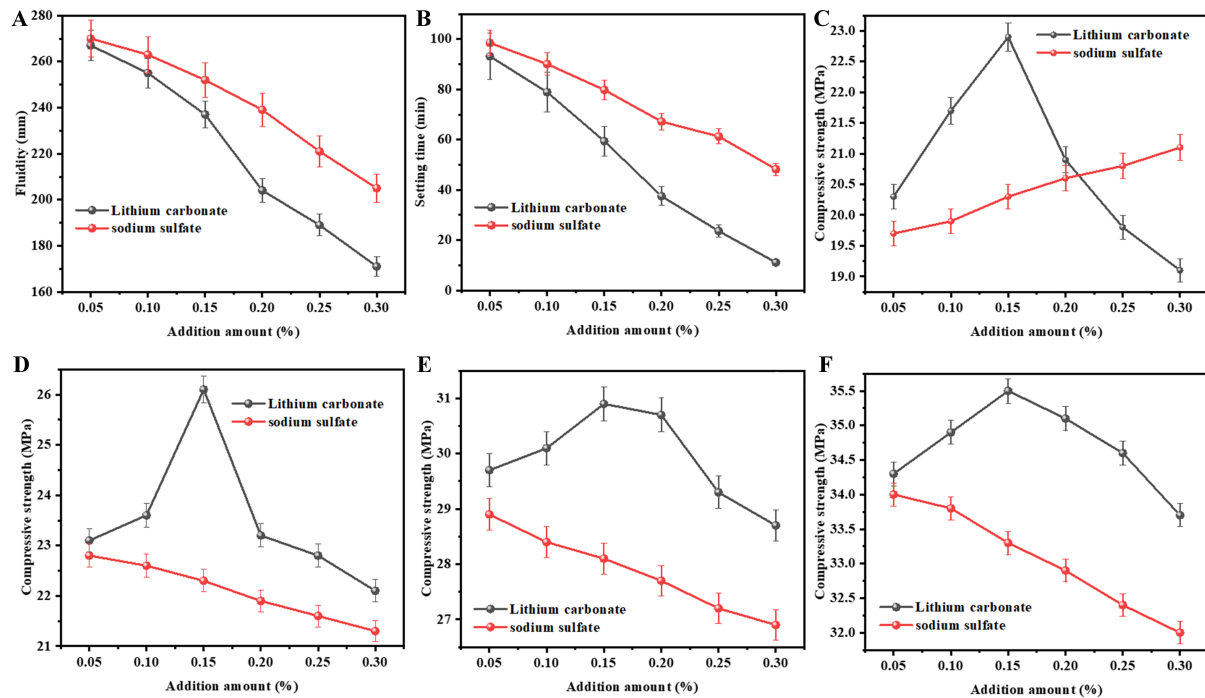 A
280
260
240
220
200
180
160
Fluidity (mm)
Lithium carbonate
sodium sulfate
0.05 0.10 0.15 0.20 0.25 0.30
Addition amount (%)
B
100
80
60
40
20
0
Setting time (min)
Lithium carbonate
sodium sulfate
0.05 0.10 0.15 0.20 0.25 0.30
Addition amount (%)
C
23.0
22.5
22.0
21.5
21.0
20.5
20.0
19.5
19.0
Compressive strength (MPa)
Lithium carbonate
sodium sulfate
0.05 0.10 0.15 0.20 0.25 0.30
Addition amount (%)
D
26
25
24
23
22
21
Compressive strength (MPa)
Lithium carbonate
sodium sulfate
0.05 0.10 0.15 0.20 0.25 0.30
Addition amount (%)
E
31
30
29
28
27
Compressive strength (MPa)
Lithium carbonate
sodium sulfate
0.05 0.10 0.15 0.20 0.25 0.30
Addition amount (%)
F
35.5
35.0
34.5
34.0
33.5
33.0
32.5
32.0
Compressive strength (MPa)
Lithium carbonate
sodium sulfate
0.05 0.10 0.15 0.20 0.25 0.30
Addition amount (%)